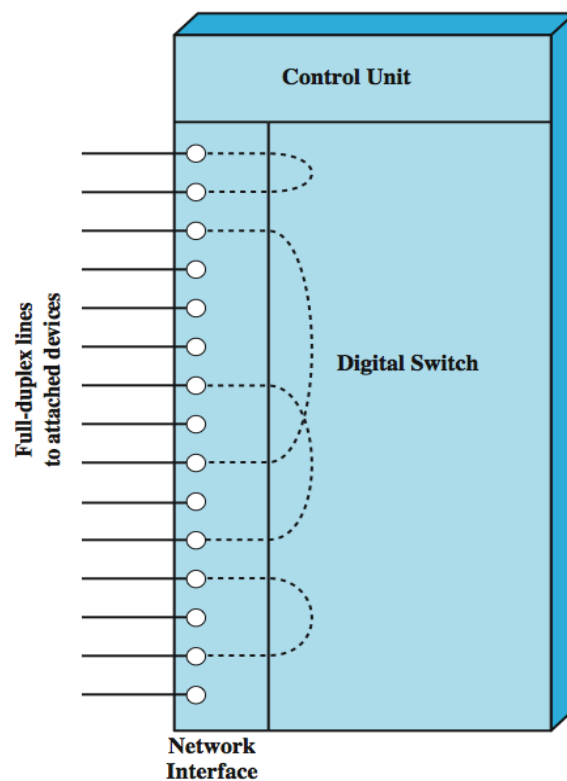 Control Unit
Full-duplex lines
to attached devices
Digital Switch
Network
Interface